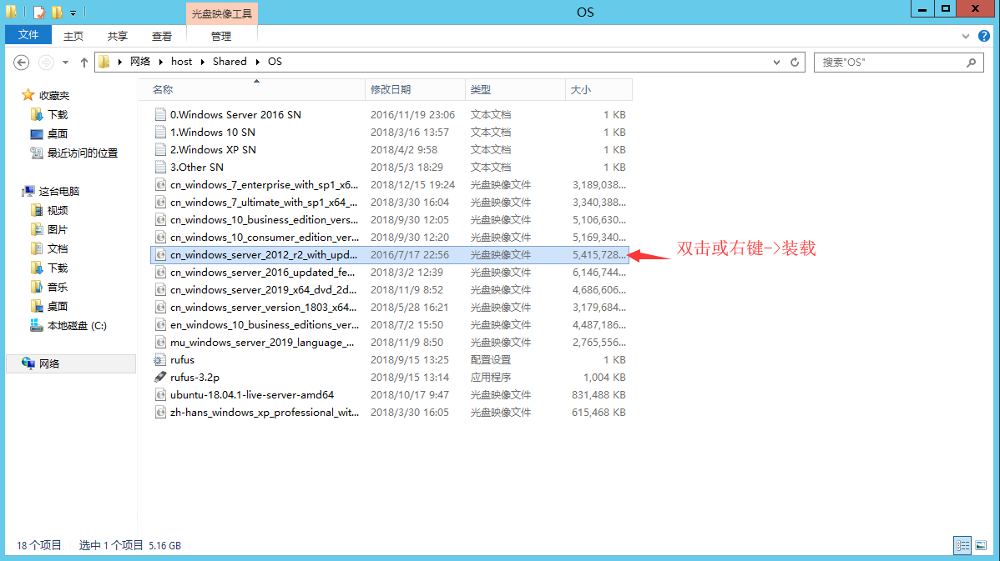 光盘映像工具
OS
文件 主页 共享 查看 管理
网络 host Shared OS
搜索"OS"
名称 修改日期 类型 大小
收藏夹
下载
桌面
最近访问的位置
这台电脑
视频
图片
文档
下载
音乐
桌面
本地磁盘 (C:)
网络
0.Windows Server 2016 SN 2016/11/19 23:06 文本文档 1 KB
1.Windows 10 SN 2018/3/16 13:57 文本文档 1 KB
2.Windows XP SN 2018/4/2 9:58 文本文档 1 KB
3.Other SN 2018/5/3 18:29 文本文档 1 KB
cn_windows_7_enterprise_with_sp1_x6... 2018/12/15 19:24 光盘映像文件 3,189,038...
cn_windows_7_ultimate_with_sp1_x64_... 2018/3/30 16:04 光盘映像文件 3,340,388...
cn_windows_10_business_edition_vers... 2018/9/30 12:05 光盘映像文件 5,106,630...
cn_windows_10_consumer_edition_ver... 2018/9/30 12:20 光盘映像文件 5,169,340...
cn_windows_server_2012_r2_with_upd... 2016/7/17 22:56 光盘映像文件 5,415,728...
双击或右键->装载
cn_windows_server_2016_updated_fe... 2018/3/2 12:39 光盘映像文件 6,146,744...
cn_windows_server_2019_x64_dvd_2d... 2018/11/9 8:52 光盘映像文件 4,686,606...
cn_windows_server_version_1803_x64... 2018/5/28 16:21 光盘映像文件 3,179,684...
en_windows_10_business_editions_ver... 2018/7/2 15:50 光盘映像文件 4,487,186...
mu_windows_server_2019_language_... 2018/11/9 8:50 光盘映像文件 2,765,556...
rufus 2018/9/15 13:25 配置设置 1 KB
rufus-3.2p 2018/9/15 13:14 应用程序 1,004 KB
ubuntu-18.04.1-live-server-amd64 2018/10/17 9:47 光盘映像文件 831,488 KB
zh-hans_windows_xp_professional_wit... 2018/3/30 16:05 光盘映像文件 615,468 KB
18 个项目 选中 1 个项目 5.16 GB